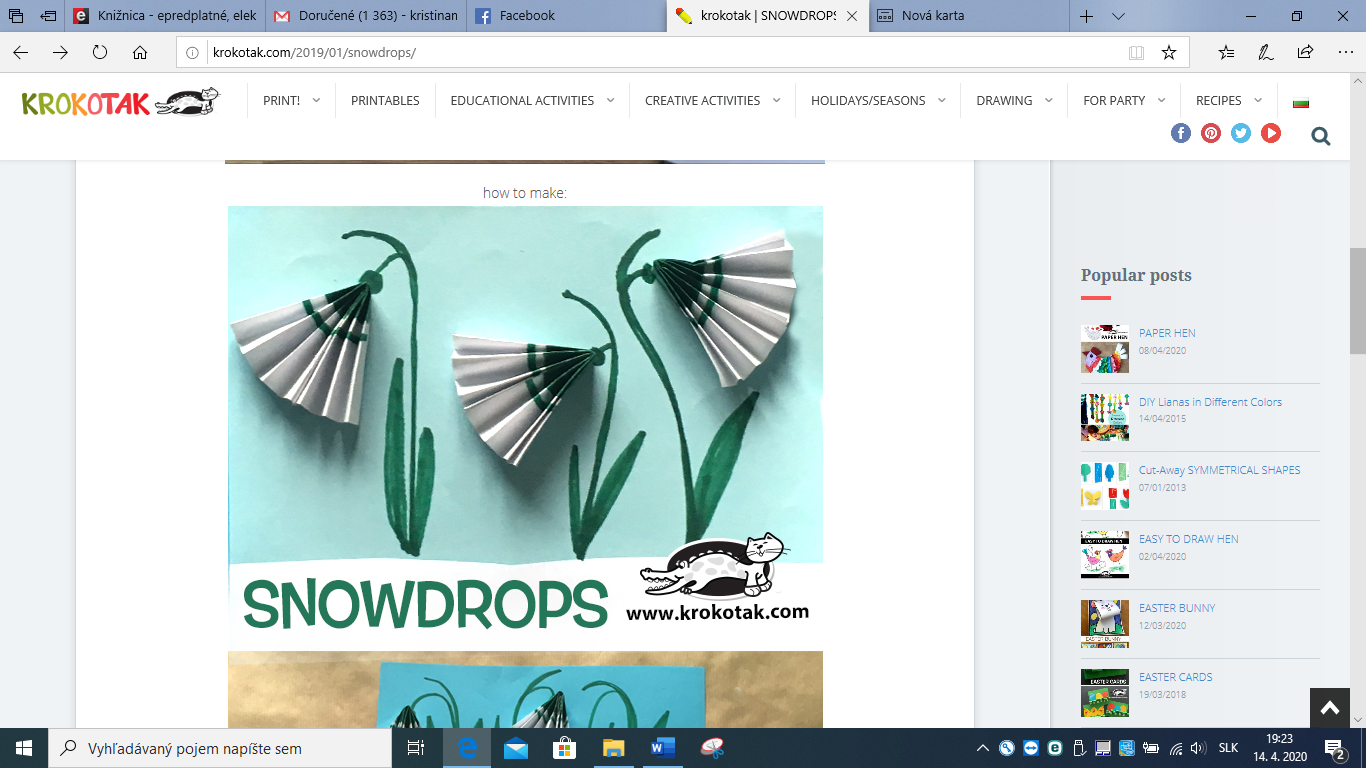 Knižnica - epredplatné, elek
Doručené (1 363) - kristinan
Facebook
krokotak | SNOWDROPS
Nová karta
krokotak.com/2019/01/snowdrops/
KROKOTAK
PRINT!
PRINTABLES
EDUCATIONAL ACTIVITIES
CREATIVE ACTIVITIES
HOLIDAYS/SEASONS
DRAWING
FOR PARTY
RECIPES
how to make:
SNOWDROPS
www.krokotak.com
Popular posts
PAPER HEN
08/04/2020
DIY Lianas in Different Colors
14/04/2015
Cut-Away SYMMETRICAL SHAPES
07/01/2013
EASY TO DRAW HEN
02/04/2020
EASTER BUNNY
12/03/2020
EASTER CARDS
19/03/2018
Vyhľadávaný pojem napíšte sem
SLK
19:23
14. 4. 2020
2